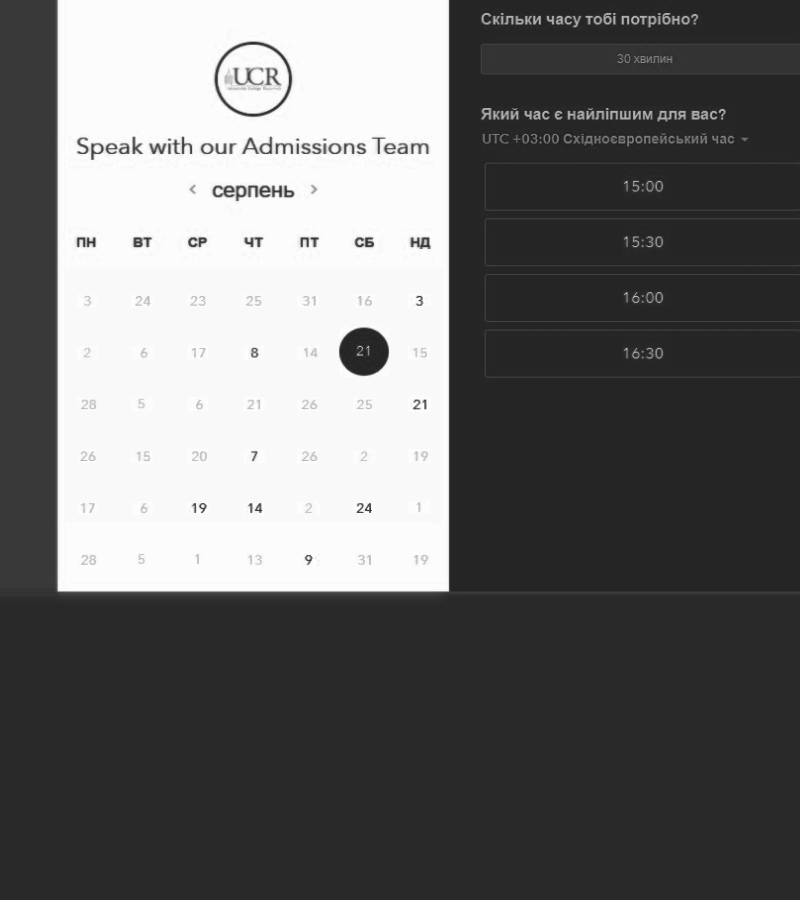 UCR
Speak with our Admissions Team
серпень
ПН ВТ СР ЧТ ПТ СБ НД
3 24 23 25 31 16 3
2 6 17 8 14 21 15
28 5 6 21 26 25 21
26 15 20 7 26 2 19
17 6 19 14 2 24 1
28 5 1 13 9 31 19
Скільки часу тобі потрібно?
30 хвилин
Який час є найліпшим для вас?
UTC +03:00 Східноєвропейський час
15:00
15:30
16:00
16:30